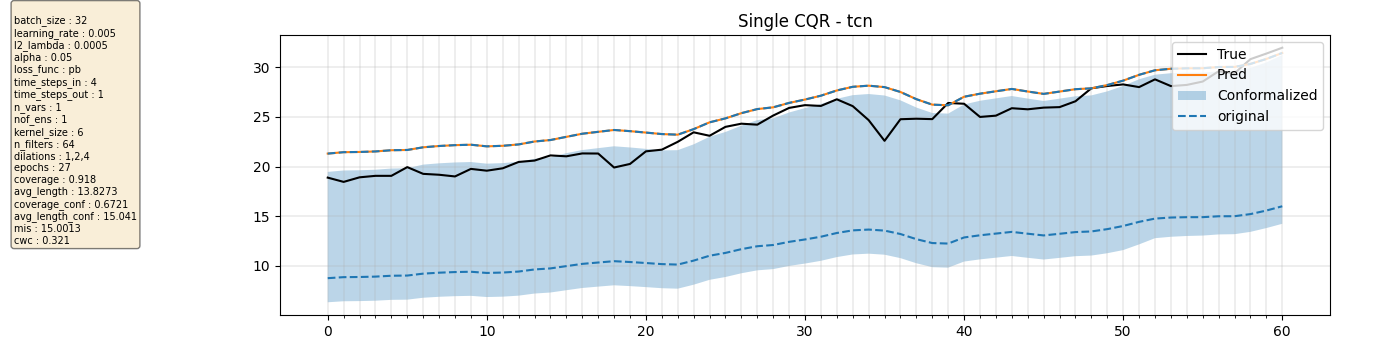 batch_size : 32
learning_rate : 0.005
l2_lambda : 0.0005
alpha : 0.05
loss_func : pb
time_steps_in : 4
time_steps_out : 1
n_vars : 1
nof_ens : 1
kernel_size : 6
n_filters : 64
dilations : 1,2,4
epochs : 27
coverage : 0.918
avg_length : 13.8273
coverage_conf : 0.6721
avg_length_conf : 15.041
mis : 15.0013
cwc : 0.321
Single CQR - tcn
30
25
20
15
10
0 10 20 30 40 50 60
True
Pred
Conformalized
original